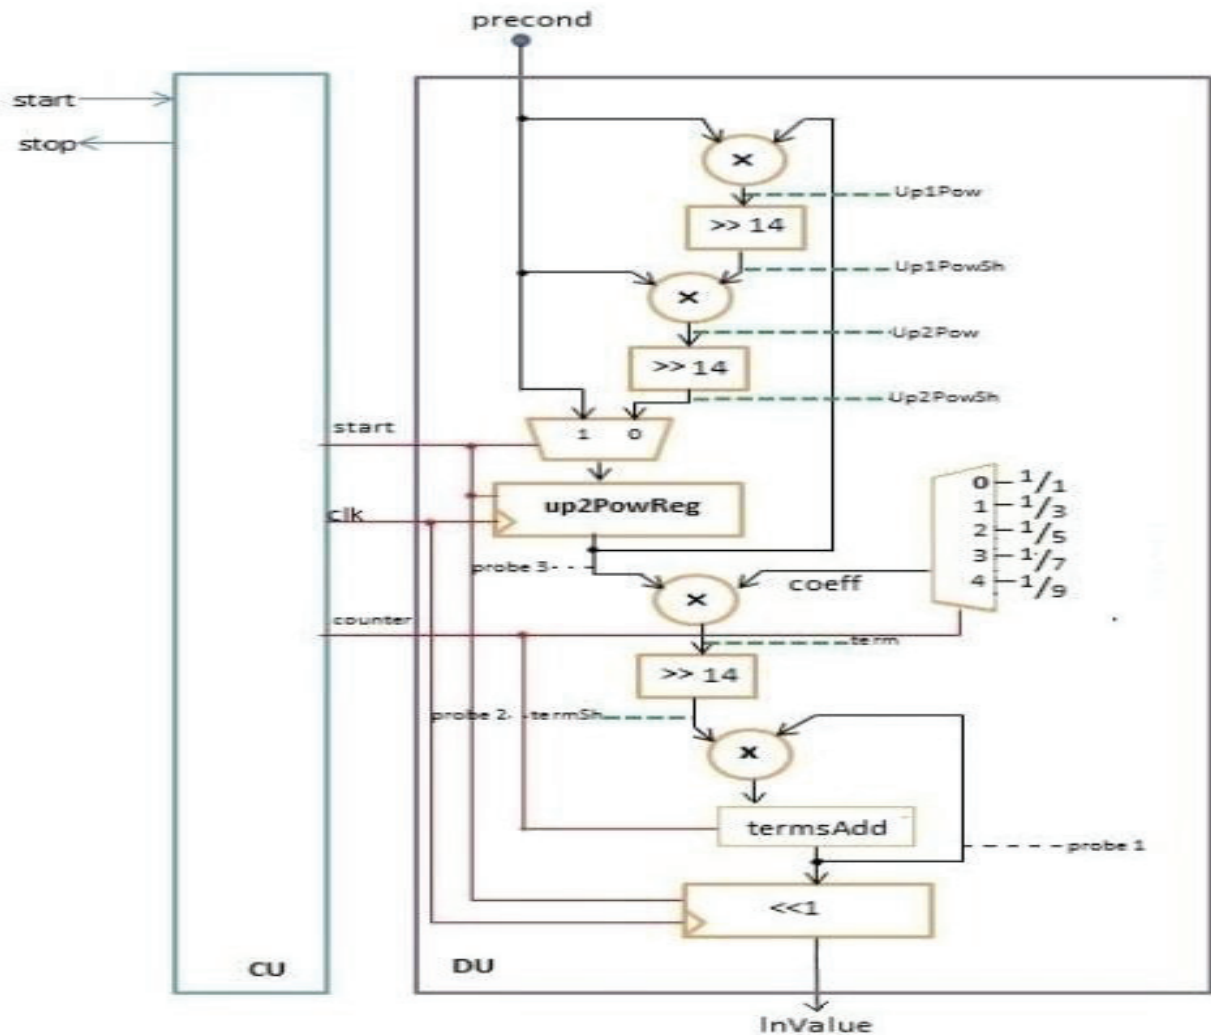 precond
start
stop
×
Up1Pow
>> 14
Up1PowSh
×
Up2Pow
>> 14
Up2PowSh
start
1 0
clk
up2PowReg
0 1/1
1 1/3
2 1/5
3 1/7
4 1/9
probe 3
×
coeff
counter
term
>> 14
probe 2 termSh
×
termsAdd
probe 1
<<1
CU
DU
lnValue